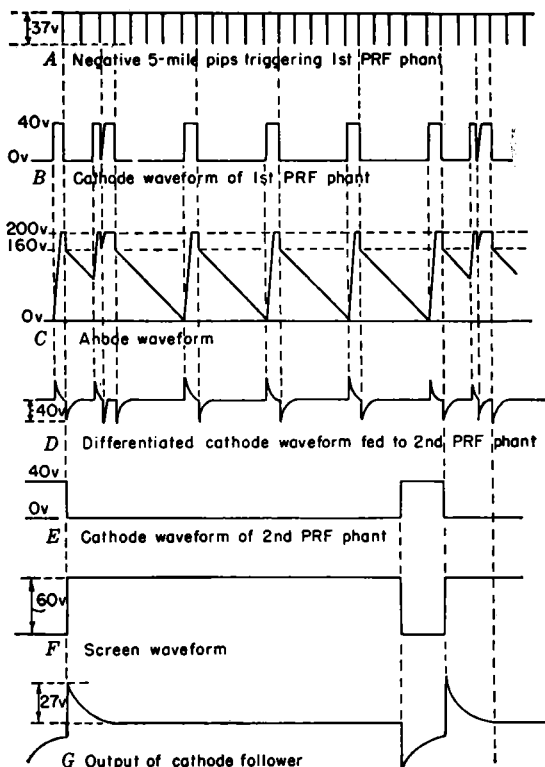 37v
A Negative 5-mile pips triggering 1st PRF phant
40v
0v
B Cathode waveform of 1st PRF phant
200v
160v
0v
C Anode waveform
40v
D Differentiated cathode waveform fed to 2nd PRF phant
40v
0v
E Cathode waveform of 2nd PRF phant
60v
F Screen waveform
27v
G Output of cathode follower